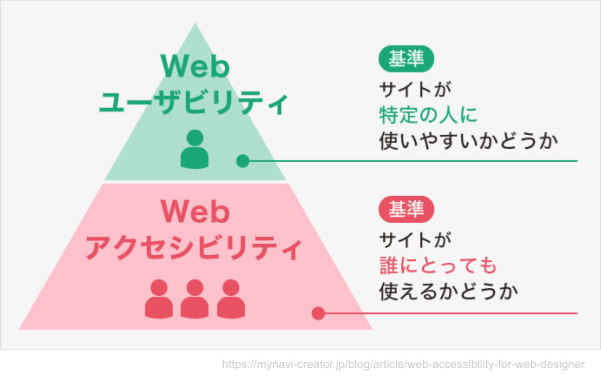 Web
ユーザビリティ
基準
サイトが
特定の人に
使いやすいかどうか
Web
アクセシビリティ
基準
サイトが
誰にとっても
使えるかどうか
https://mynavi-creator.jp/blog/article/web-accessibility-for-web-designer